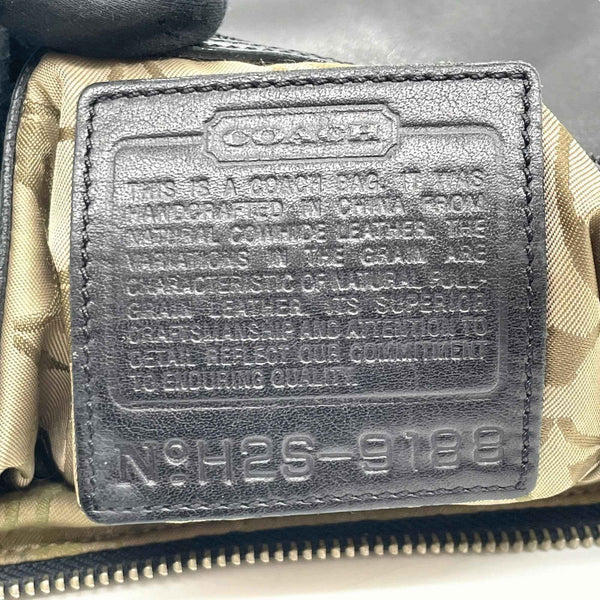 COACH
THIS IS A COACH BAG. IT WAS
HANDCRAFTED IN CHINA FROM
NATURAL COWHIDE LEATHER. THE
VARIATIONS IN THE GRAIN ARE
CHARACTERISTIC OF NATURAL FULL-
GRAIN LEATHER. ITS SUPERIOR
CRAFTSMANSHIP AND ATTENTION TO
DETAIL REFLECT OUR COMMITMENT
TO ENDURING QUALITY.
No H2S-9188